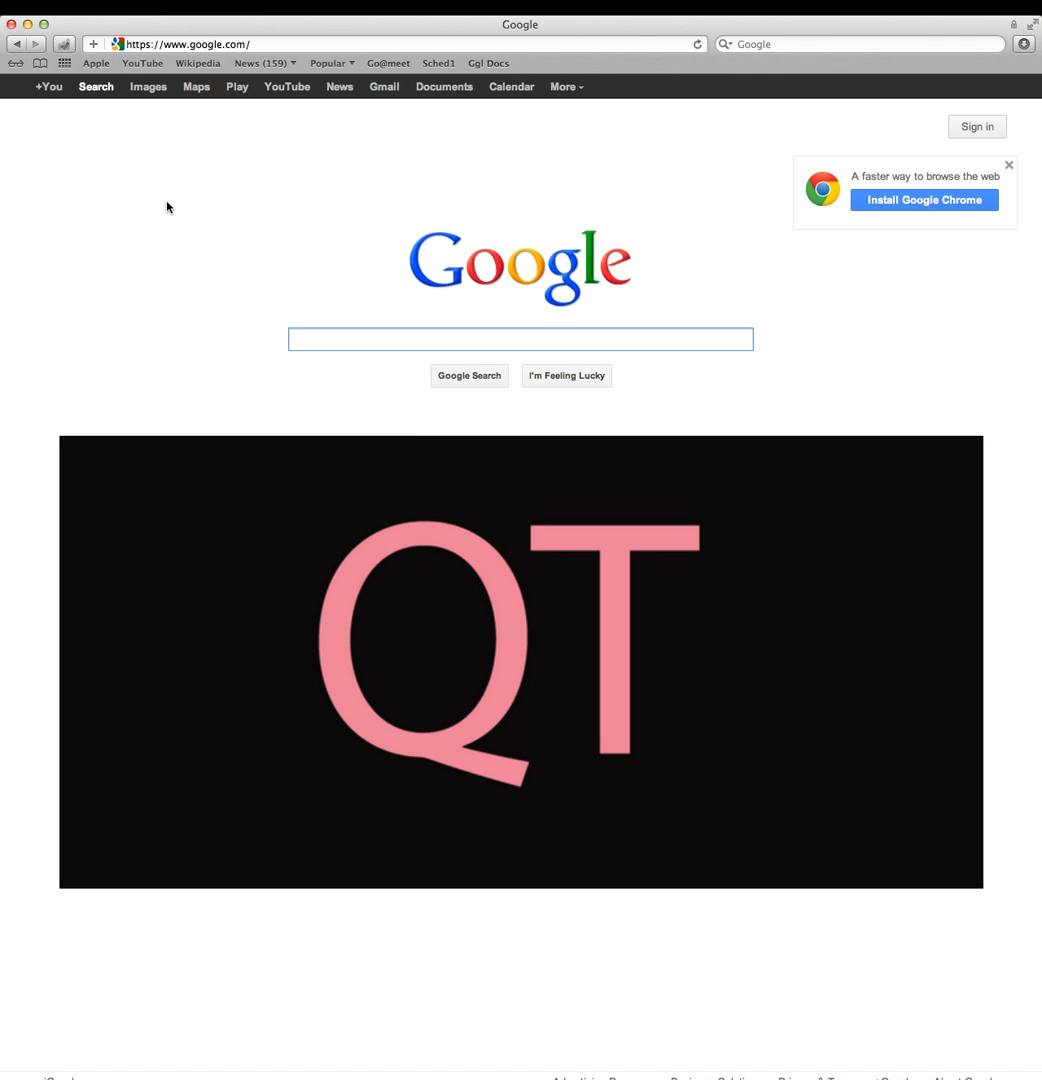 Google
https://www.google.com/
Google
Apple YouTube Wikipedia News (159) Popular Go@meet Sched1 Ggl Docs
+You Search Images Maps Play YouTube News Gmail Documents Calendar More
Sign in
A faster way to browse the web
Install Google Chrome
Google
Google Search I'm Feeling Lucky
QT